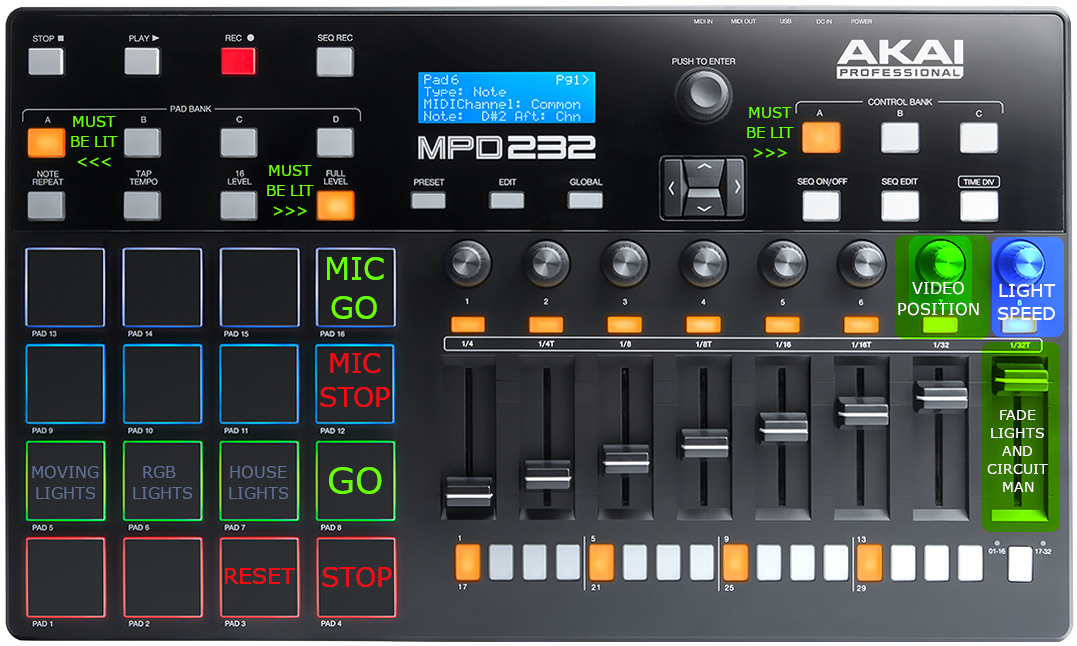 MIDI IN MIDI OUT USB DC IN POWER
STOP ■ PLAY ▶ REC ● SEQ REC
PUSH TO ENTER
AKAI
PROFESSIONAL
Pad6 Pg1>
Type: Note
MIDIChannel: Common
Note: D#2 Aft: Chn
MPD232
PAD BANK
A B C D
MUST
BE LIT
<<<
NOTE
REPEAT
TAP
TEMPO
16
LEVEL
MUST
BE LIT
>>>
FULL
LEVEL
PRESET EDIT GLOBAL
MUST
BE LIT
>>>
CONTROL BANK
A B C
SEQ ON/OFF SEQ EDIT TIME DIV
MIC
GO
PAD 13 PAD 14 PAD 15 PAD 16
MIC
STOP
PAD 9 PAD 10 PAD 11 PAD 12
MOVING
LIGHTS
RGB
LIGHTS
HOUSE
LIGHTS
GO
PAD 5 PAD 6 PAD 7 PAD 8
RESET
STOP
PAD 1 PAD 2 PAD 3 PAD 4
1 2 3 4 5 6 7 8
VIDEO
POSITION
LIGHT
SPEED
1/4 1/4T 1/8 1/8T 1/16 1/16T 1/32 1/32T
FADE
LIGHTS
AND
CIRCUIT
MAN
1 5 9 13
01-16 17-32
17 21 25 29